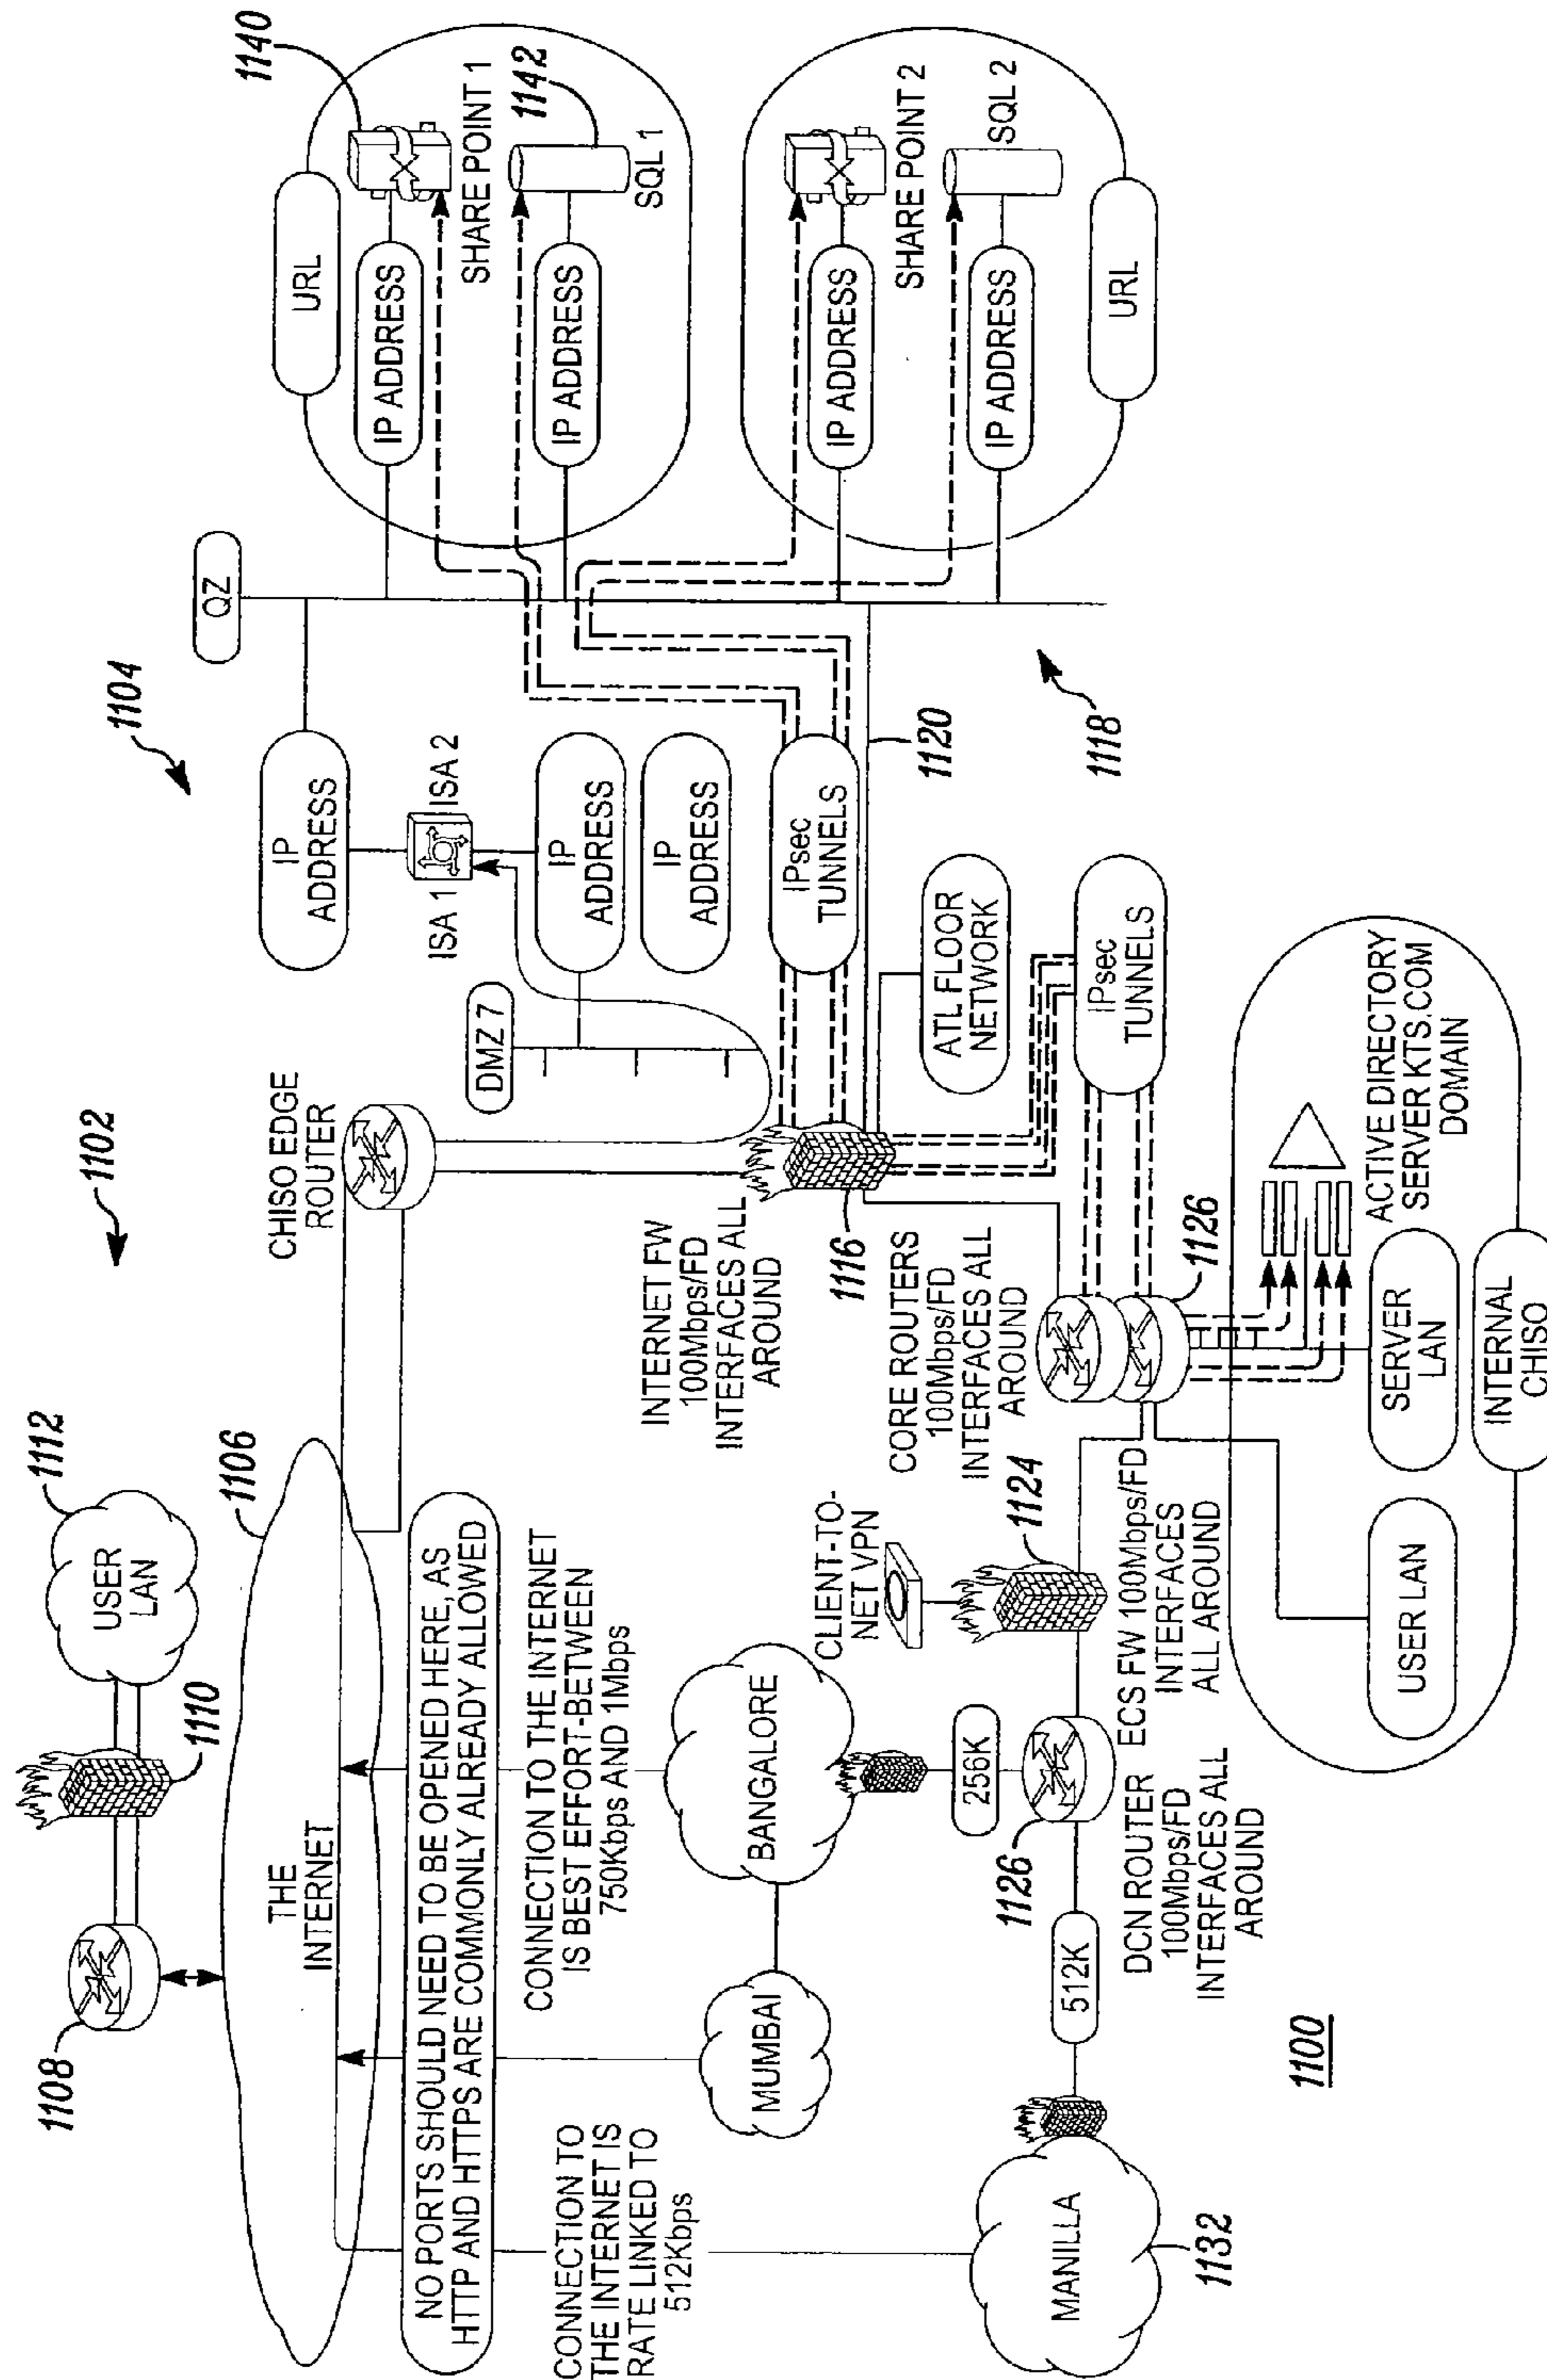 1100
1102
1104
1112
USER
LAN
1110
1108
1106
THE
INTERNET
CHISO EDGE
ROUTER
NO PORTS SHOULD NEED TO BE OPENED HERE, AS
HTTP AND HTTPS ARE COMMONLY ALREADY ALLOWED
CONNECTION TO
THE INTERNET IS
RATE LINKED TO
512Kbps
CONNECTION TO THE INTERNET
IS BEST EFFORT-BETWEEN
750Kbps AND 1Mbps
MUMBAI
BANGALORE
MANILLA
1132
512K
256K
1126
DCN ROUTER
100Mbps/FD
INTERFACES ALL
AROUND
CLIENT-TO-
NET VPN
1124
ECS FW 100Mbps/FD
INTERFACES
ALL AROUND
INTERNET FW
100Mbps/FD
INTERFACES ALL
AROUND
1116
CORE ROUTERS
100Mbps/FD
INTERFACES ALL
AROUND
1126
USER LAN
SERVER
LAN
INTERNAL
CHISO
ACTIVE DIRECTORY
SERVER KTS.COM
DOMAIN
DMZ 7
IP
ADDRESS
ISA 1
ISA 2
IP
ADDRESS
IP
ADDRESS
IPsec
TUNNELS
ATL FLOOR
NETWORK
IPsec
TUNNELS
1120
1118
QZ
URL
IP ADDRESS
1140
SHARE POINT 1
IP ADDRESS
1142
SQL 1
IP ADDRESS
SHARE POINT 2
IP ADDRESS
SQL 2
URL